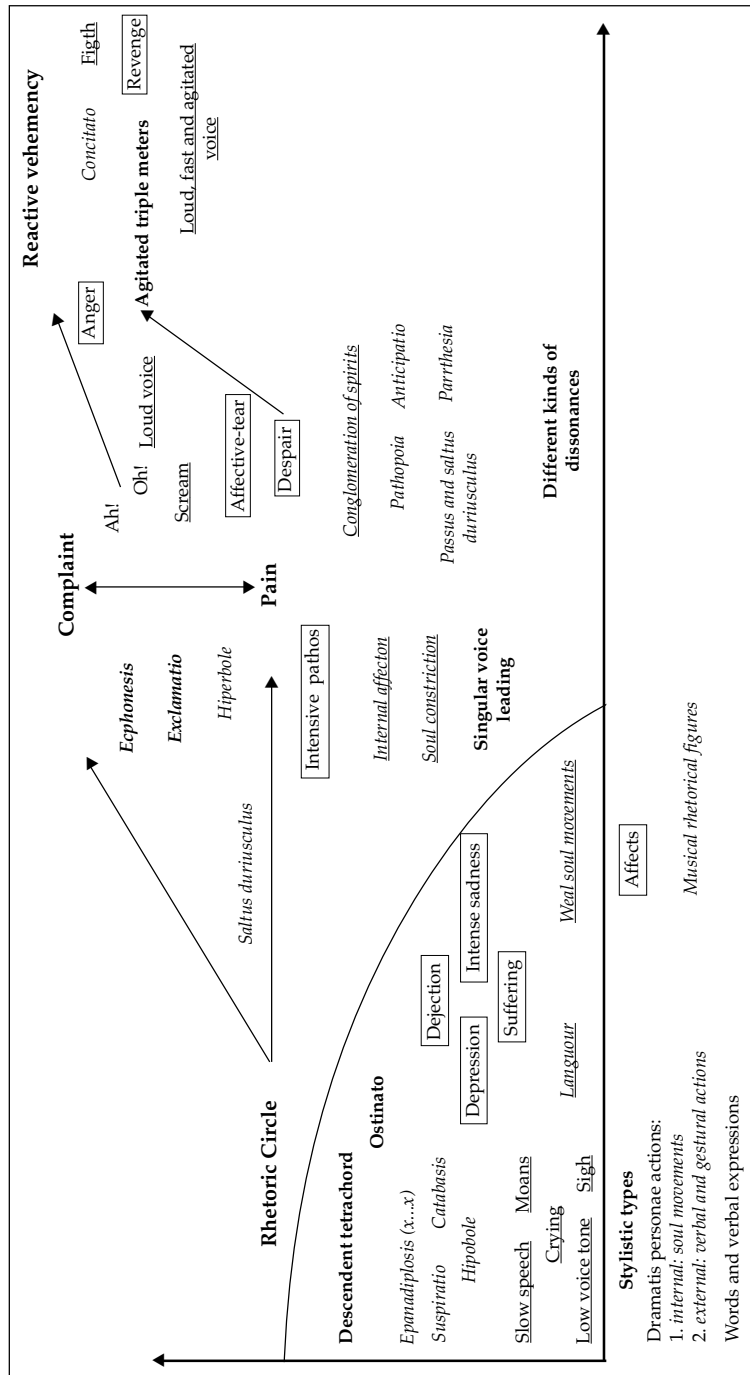 Reactive vehemency
Complaint
Concitato
Figth
Anger
Revenge
Ah!
Oh!
Loud voice
Agitated triple meters
Ecphonesis
Exclamatio
Scream
Loud, fast and agitated
voice
Hiperbole
Affective-tear
Saltus duriusculus
Rhetoric Circle
Pain
Despair
Intensive pathos
Descendent tetrachord
Ostinato
Internal affecton
Conglomeration of spirits
Epanadiplosis (x...x)
Pathopoia
Anticipatio
Suspiratio
Catabasis
Dejection
Soul constriction
Hipobole
Depression
Intense sadness
Passus and saltus
duriusculus
Parrthesia
Suffering
Singular voice
leading
Slow speech
Moans
Crying
Languour
Weal soul movements
Different kinds of
dissonances
Low voice tone
Sigh
Stylistic types
Affects
Dramatis personae actions:
1. internal: soul movements
2. external: verbal and gestural actions
Musical rhetorical figures
Words and verbal expressions